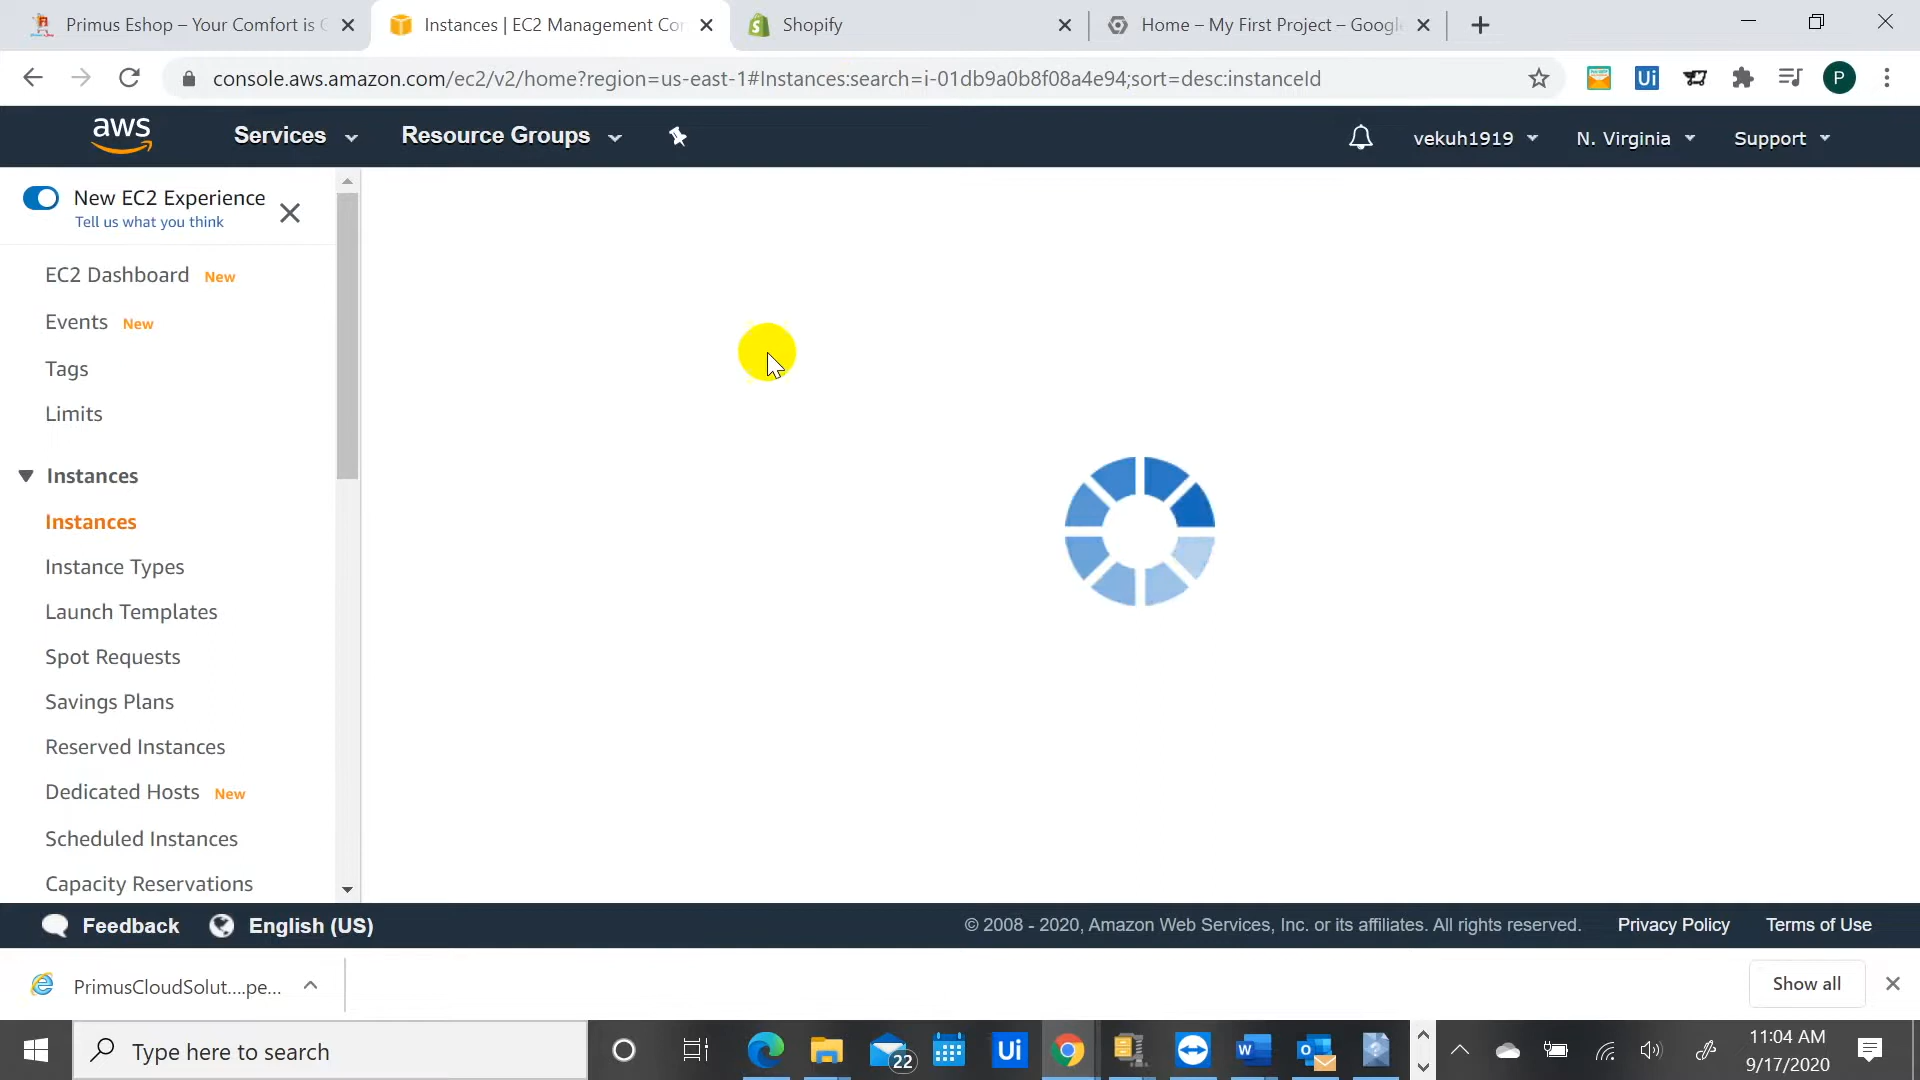 Primus Eshop – Your Comfort is
Instances | EC2 Management Con
Shopify
Home – My First Project – Google
console.aws.amazon.com/ec2/v2/home?region=us-east-1#Instances:search=i-01db9a0b8f08a4e94;sort=desc:instanceId
Ui
P
aws
Services
Resource Groups
vekuh1919
N. Virginia
Support
New EC2 Experience
Tell us what you think
EC2 Dashboard New
Events New
Tags
Limits
Instances
Instances
Instance Types
Launch Templates
Spot Requests
Savings Plans
Reserved Instances
Dedicated Hosts New
Scheduled Instances
Capacity Reservations
Feedback
English (US)
© 2008 - 2020, Amazon Web Services, Inc. or its affiliates. All rights reserved.
Privacy Policy
Terms of Use
PrimusCloudSolut....pe...
Show all
Type here to search
22
Ui
W
11:04 AM
9/17/2020